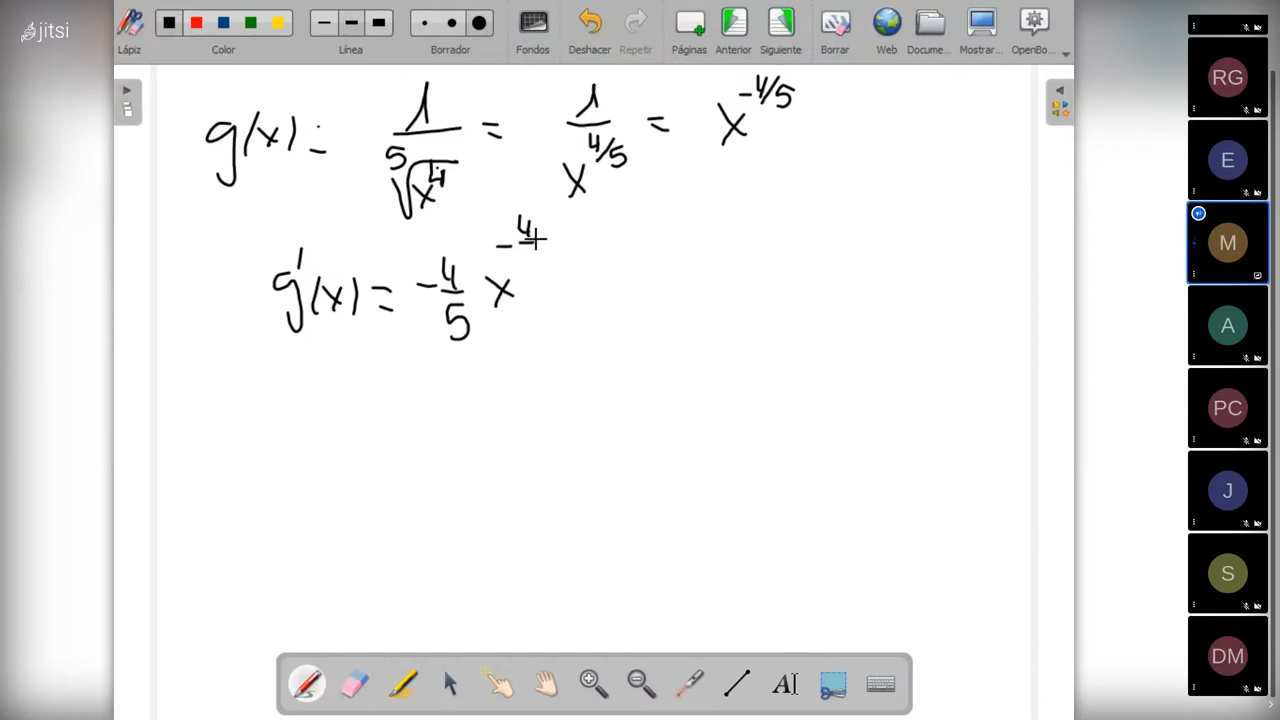 jitsi
Lápiz Color Línea Borrador Fondos Deshacer Repetir Páginas Anterior Siguiente Borrar Web Docume... Mostrar... OpenBo...
g(x) = 1/⁵√x⁴ = 1/x^4/5 = x^-4/5
g'(x) = -4/5 x^-4
AI
RG
E
M
A
PC
J
S
DM